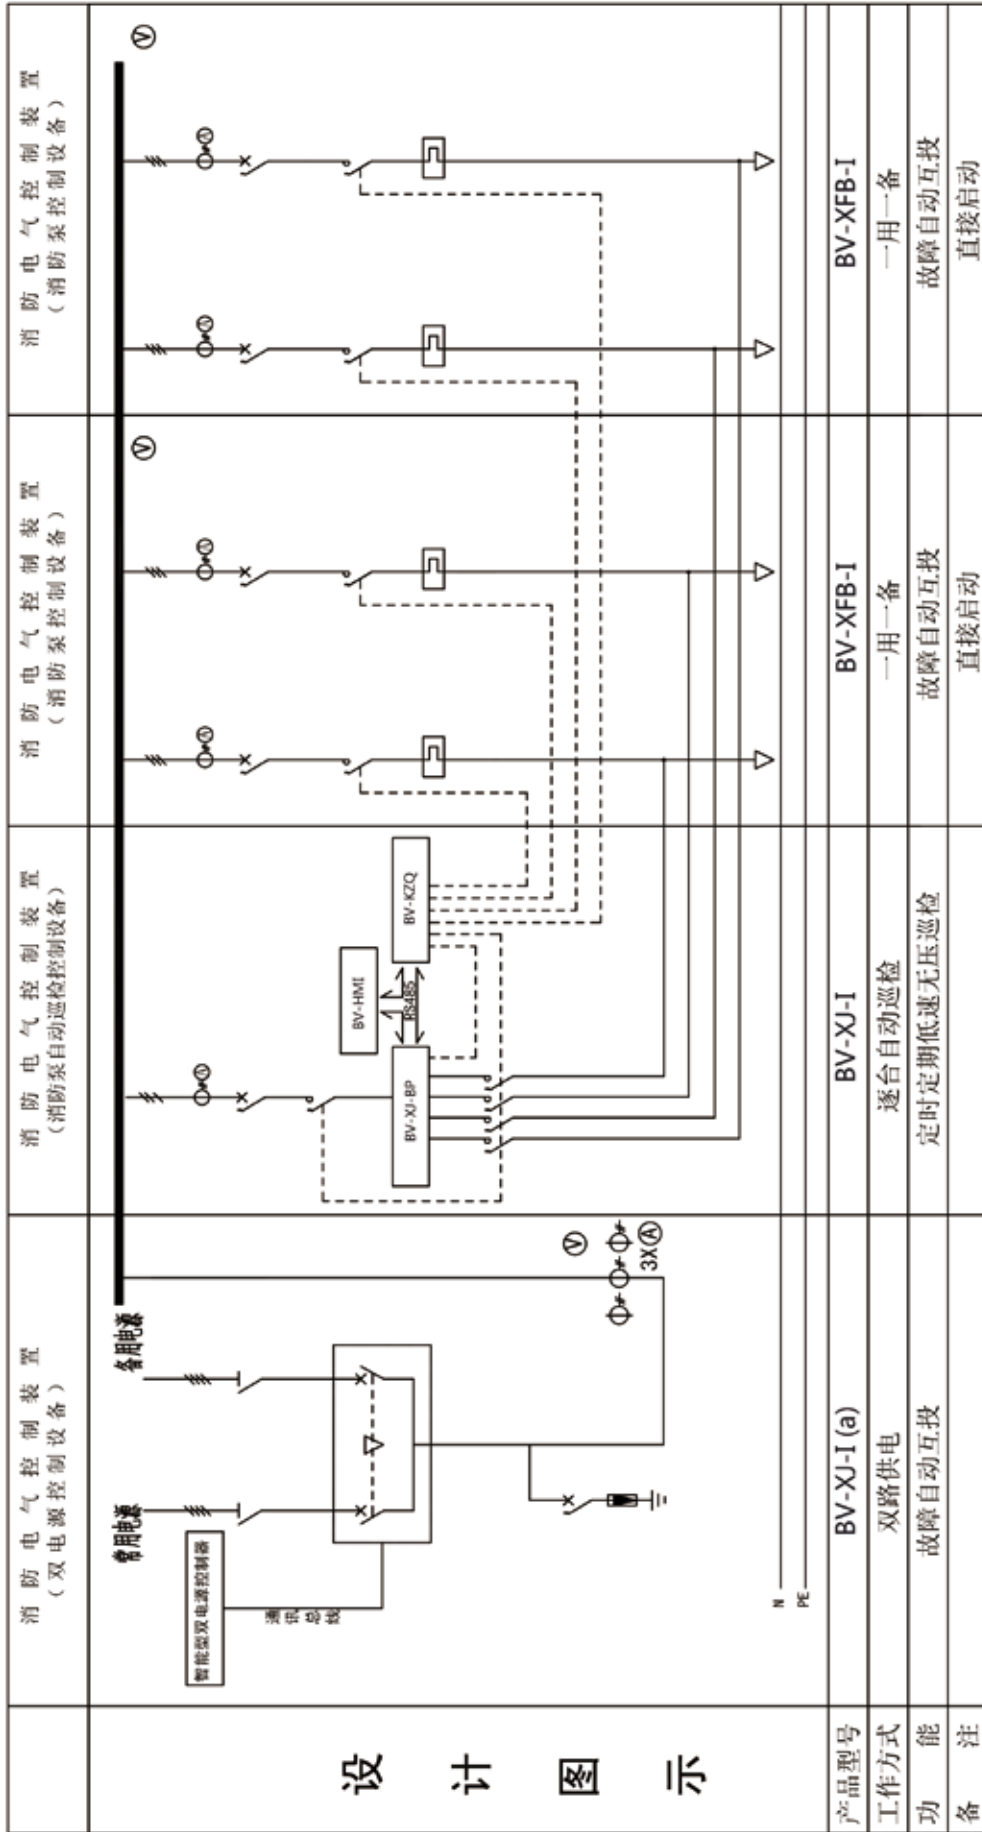 消防电气控制装置
(双电源控制设备)
消防电气控制装置
(消防泵自动巡检控制设备)
消防电气控制装置
(消防泵控制设备)
消防电气控制装置
(消防泵控制设备)
设计图示
常用电源
备用电源
智能型双电源控制器
通讯总线
V
3X A
N
PE
BV-XJ-BP
BV-HMI
RS485
BV-KZQ
V
V
产品型号 BV-XJ-I(a) BV-XJ-I BV-XFB-I BV-XFB-I
工作方式 双路供电 逐台自动巡检 一用一备 一用一备
功能 故障自动互投 定时定期低速无压巡检 故障自动互投 故障自动互投
备注 直接启动 直接启动